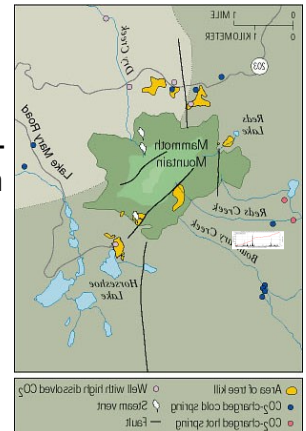 1 MILE
0
1 KILOMETER
0
203
Dry Creek
Reds
Lake
Lake Mary Road
Mammoth
Mountain
Reds Creek
Creek
Horseshoe
Lake
Area of tree kill
CO₂-charged cold spring
CO₂-charged hot spring
Well with high dissolved CO₂
Steam vent
Fault